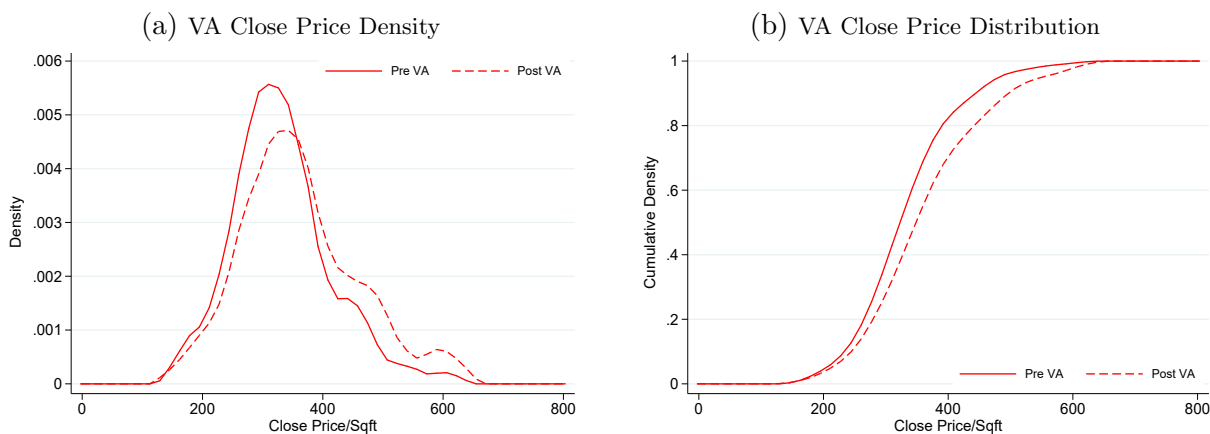 (a) VA Close Price Density
.006
.005
.004
.003
.002
.001
0
Density
Pre VA
Post VA
0 200 400 600 800
Close Price/Sqft
(b) VA Close Price Distribution
1
.8
.6
.4
.2
0
Cumulative Density
Pre VA
Post VA
0 200 400 600 800
Close Price/Sqft